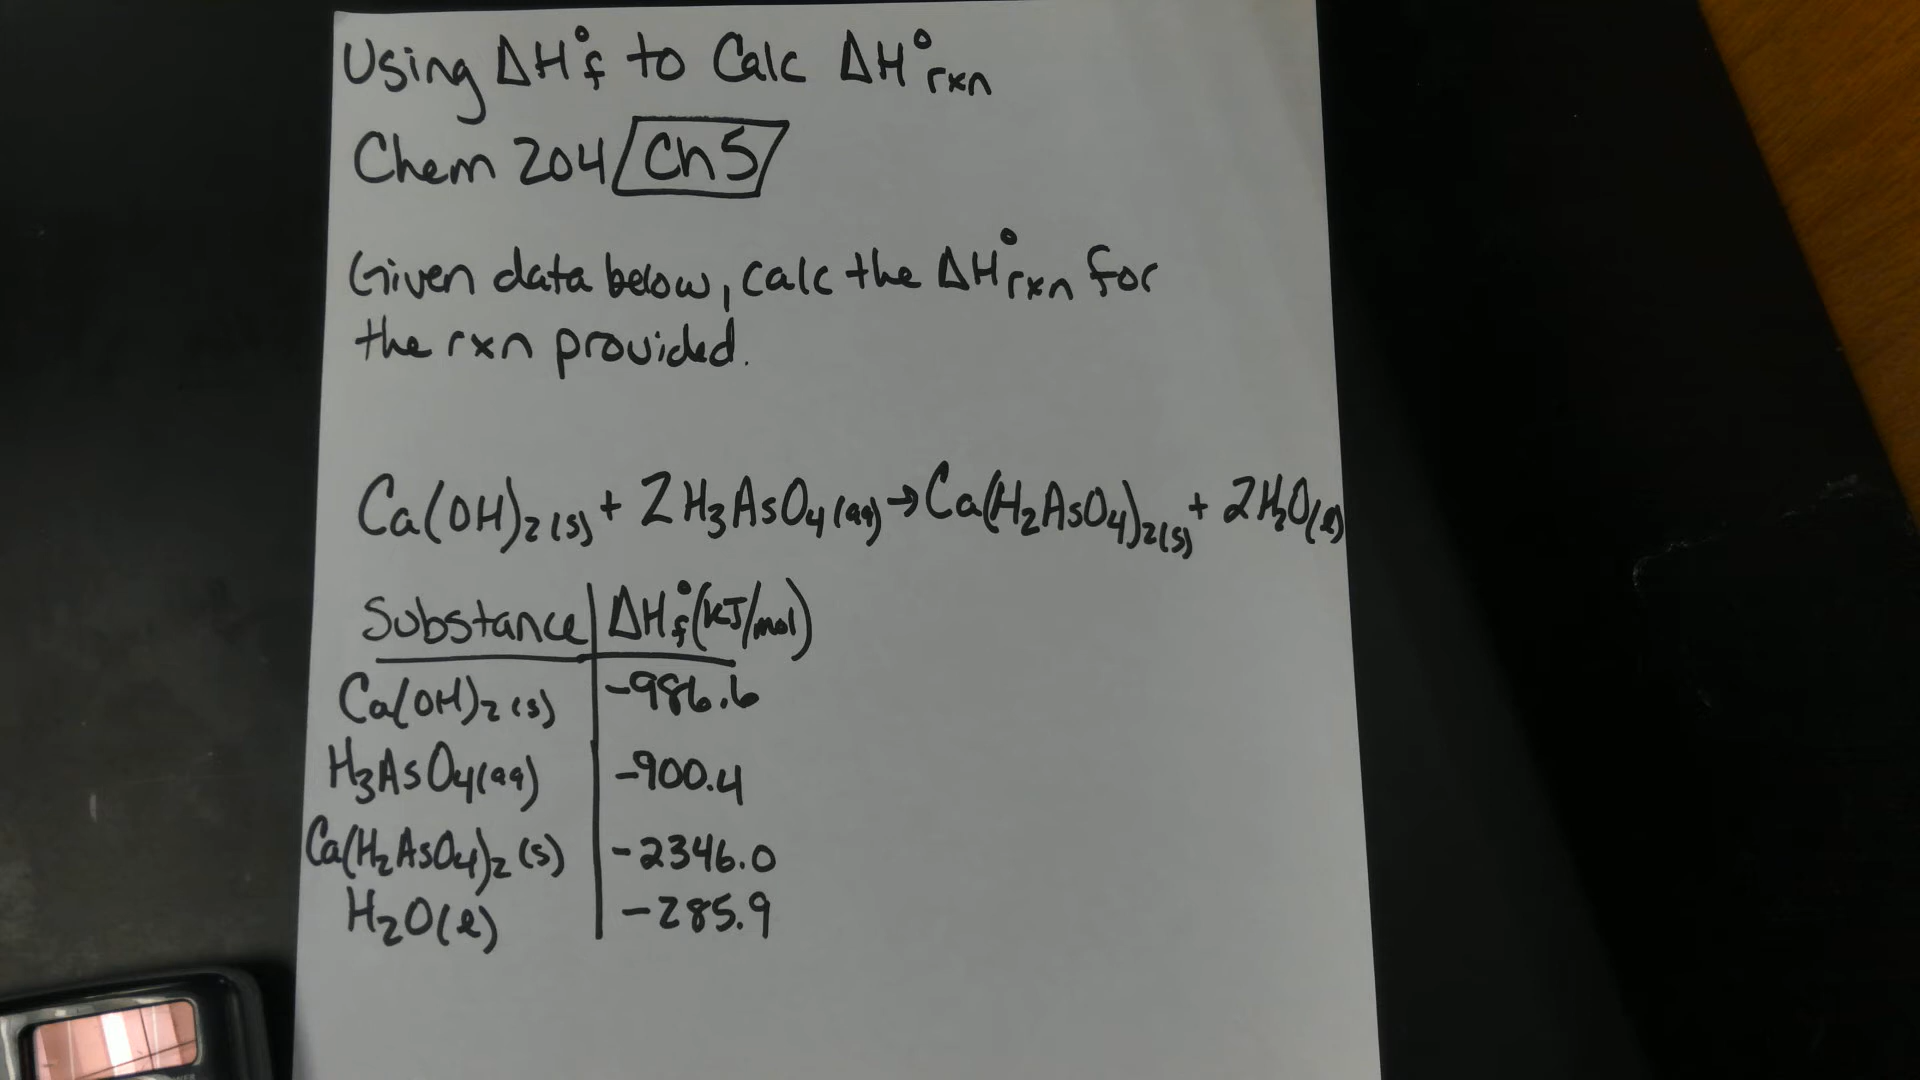 Using ΔH°f to Calc ΔH°rxn
Chem 204/Ch5
Given data below, calc the ΔH°rxn for
the rxn provided.
Ca(OH)₂(s) + 2H₃AsO₄(aq) → Ca(H₂AsO₄)₂(s) + 2H₂O(l)
Substance | ΔH°f (kJ/mol)
Ca(OH)₂(s) | -986.6
H₃AsO₄(aq) | -900.4
Ca(H₂AsO₄)₂(s) | -2346.0
H₂O(l) | -285.9